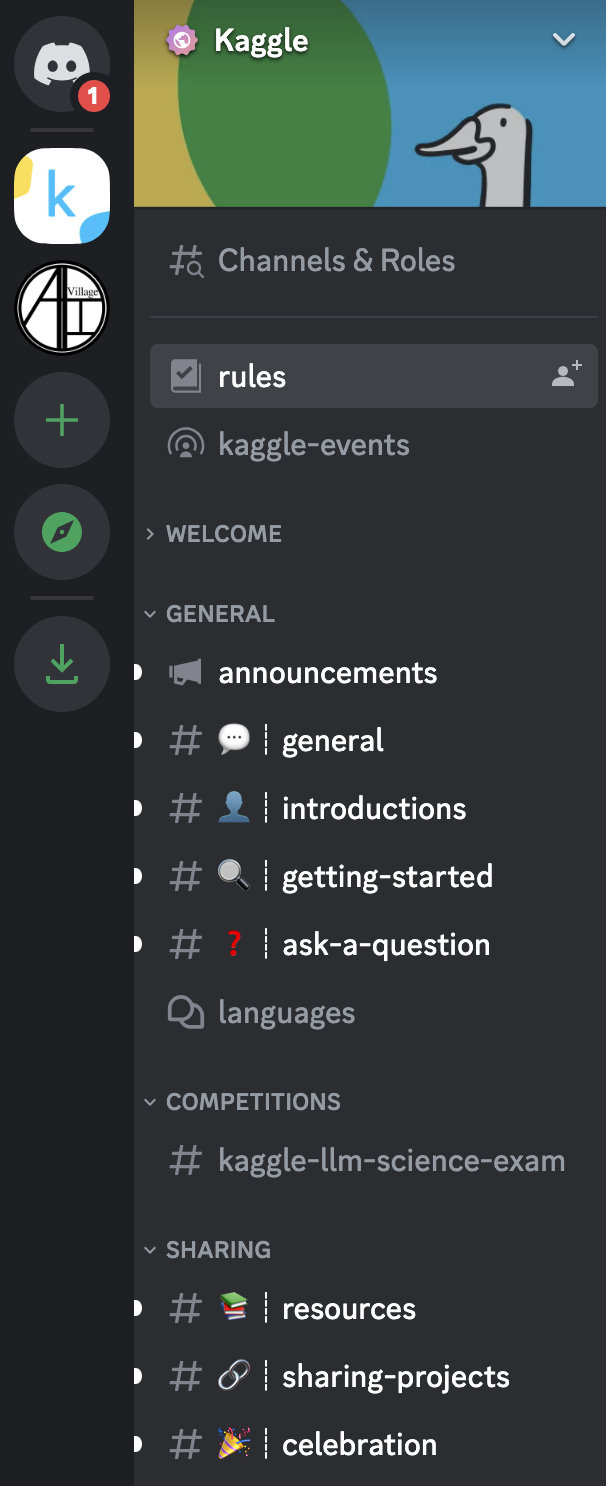 Kaggle
1
k
AI Village
Channels & Roles
rules
kaggle-events
WELCOME
GENERAL
announcements
general
introductions
getting-started
❓ ask-a-question
languages
COMPETITIONS
kaggle-llm-science-exam
SHARING
resources
sharing-projects
celebration